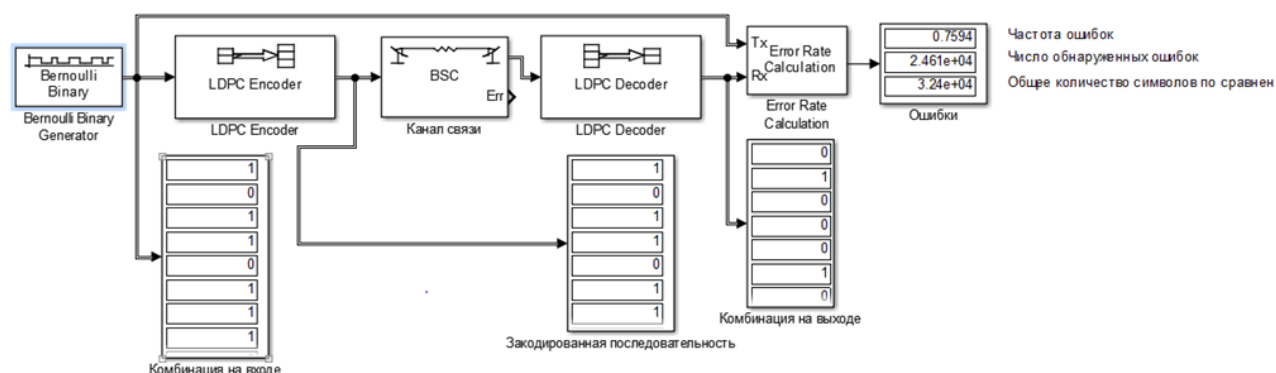 Bernoulli
Binary
Bernoulli Binary
Generator
LDPC Encoder
LDPC Encoder
BSC
Err
Канал связи
LDPC Decoder
LDPC Decoder
Tx
Rx
Error Rate
Calculation
Error Rate
Calculation
0.7594
2.461e+04
3.24e+04
Ошибки
Частота ошибок
Число обнаруженных ошибок
Общее количество символов по сравнен
1
0
1
1
0
1
1
1
Комбинация на входе
1
0
1
1
0
1
1
Закодированная последовательность
0
1
0
0
0
1
0
Комбинация на выходе